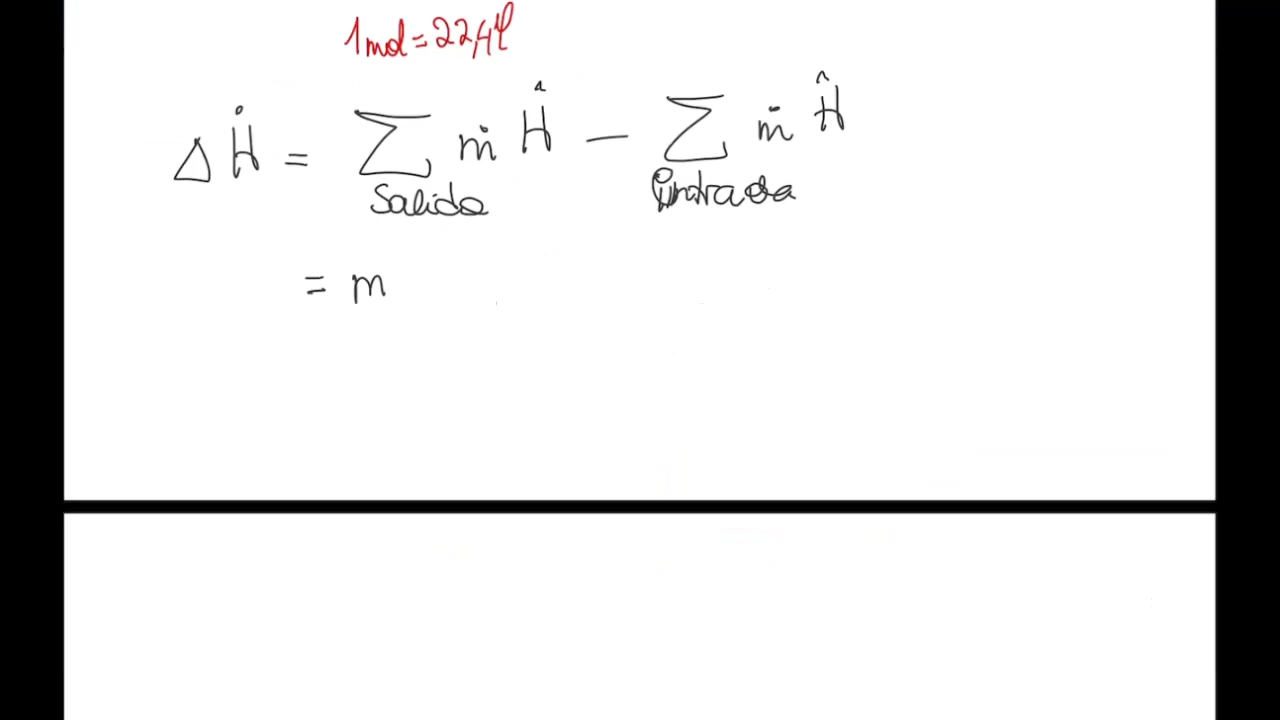 1mol = 22,4l
ΔḢ = Σ ṁ Ĥ − Σ ṁ Ĥ
Salida Entrada
= m